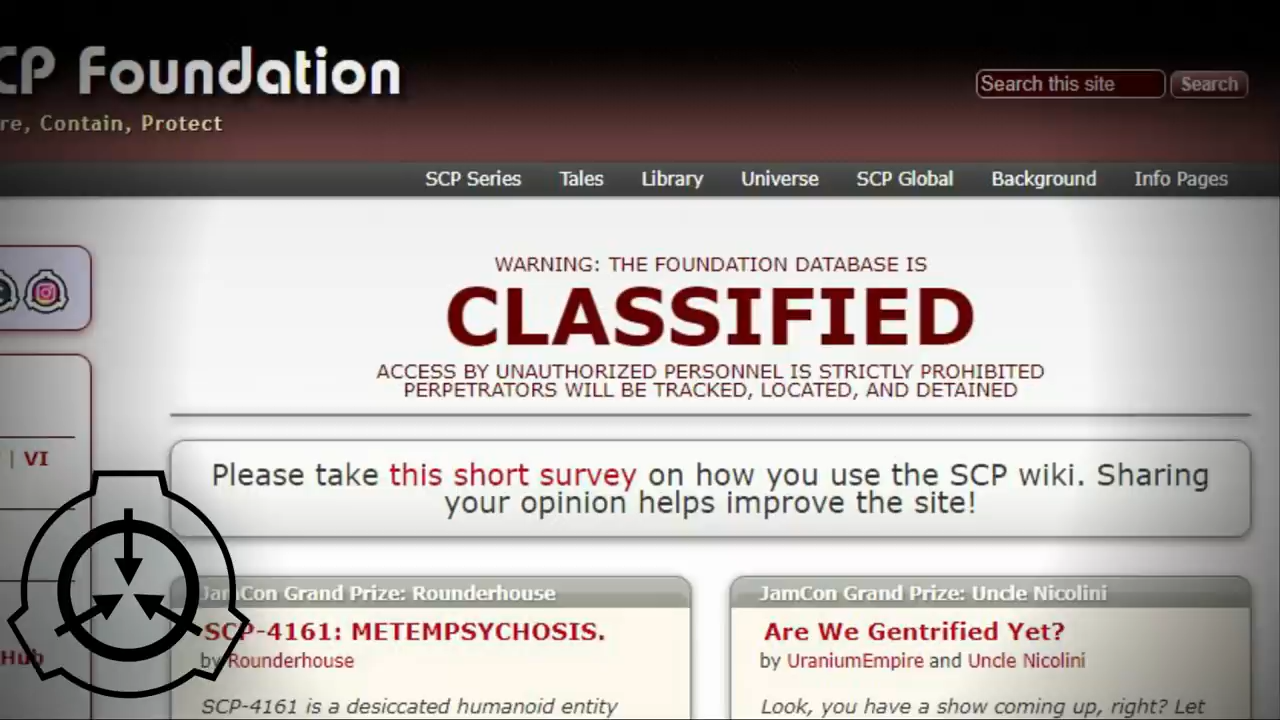 CP Foundation
re, Contain, Protect
Search this site
Search
SCP Series
Tales
Library
Universe
SCP Global
Background
Info Pages
WARNING: THE FOUNDATION DATABASE IS
CLASSIFIED
ACCESS BY UNAUTHORIZED PERSONNEL IS STRICTLY PROHIBITED
PERPETRATORS WILL BE TRACKED, LOCATED, AND DETAINED
| VI
Please take this short survey on how you use the SCP wiki. Sharing
your opinion helps improve the site!
Hub
JamCon Grand Prize: Rounderhouse
SCP-4161: METEMPSYCHOSIS.
by Rounderhouse
SCP-4161 is a desiccated humanoid entity
JamCon Grand Prize: Uncle Nicolini
Are We Gentrified Yet?
by UraniumEmpire and Uncle Nicolini
Look, you have a show coming up, right? Let